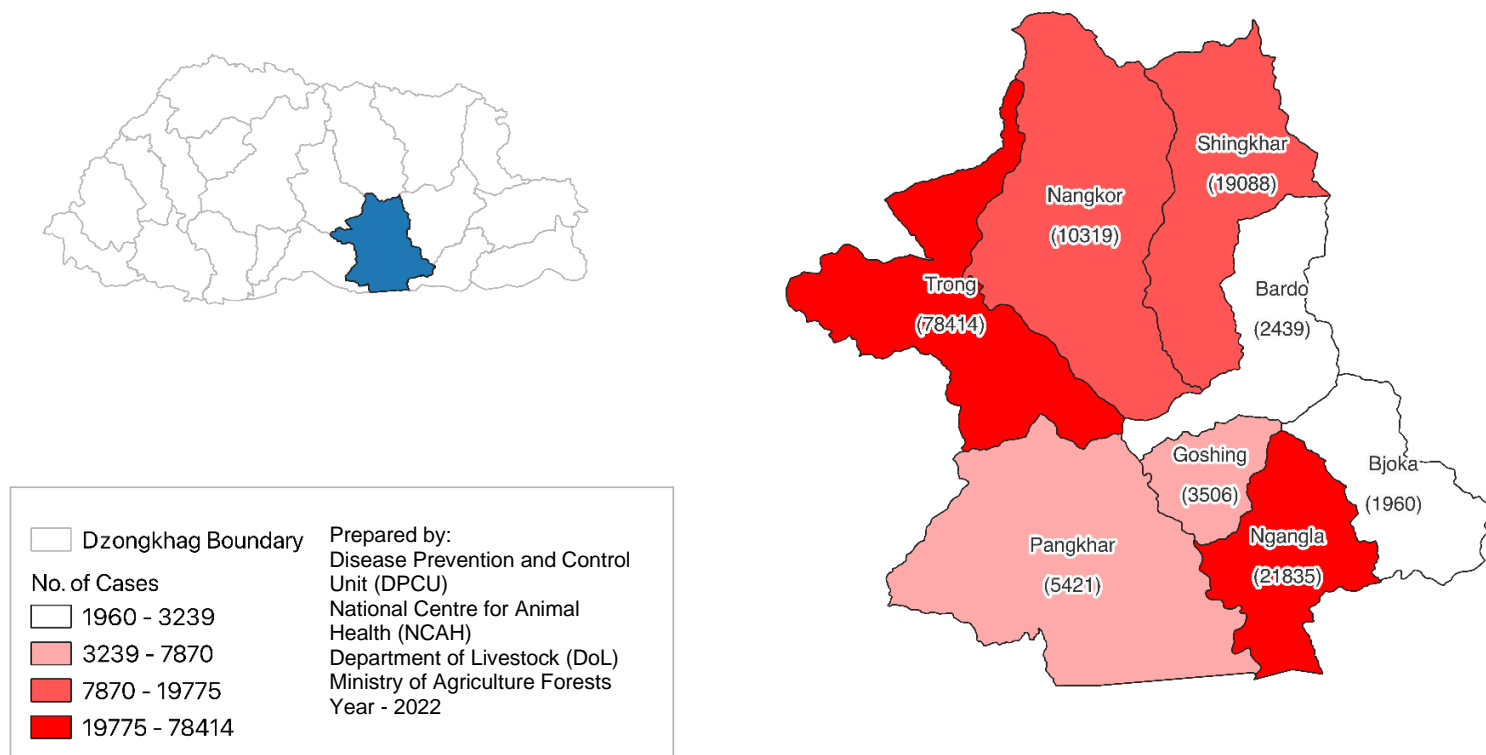 Shingkhar
(19088)
Nangkor
(10319)
Trong
(78414)
Bardo
(2439)
Goshing
(3506)
Bjoka
(1960)
Ngangla
(21835)
Pangkhar
(5421)
Dzongkhag Boundary
No. of Cases
1960 - 3239
3239 - 7870
7870 - 19775
19775 - 78414
Prepared by:
Disease Prevention and Control
Unit (DPCU)
National Centre for Animal
Health (NCAH)
Department of Livestock (DoL)
Ministry of Agriculture Forests
Year - 2022